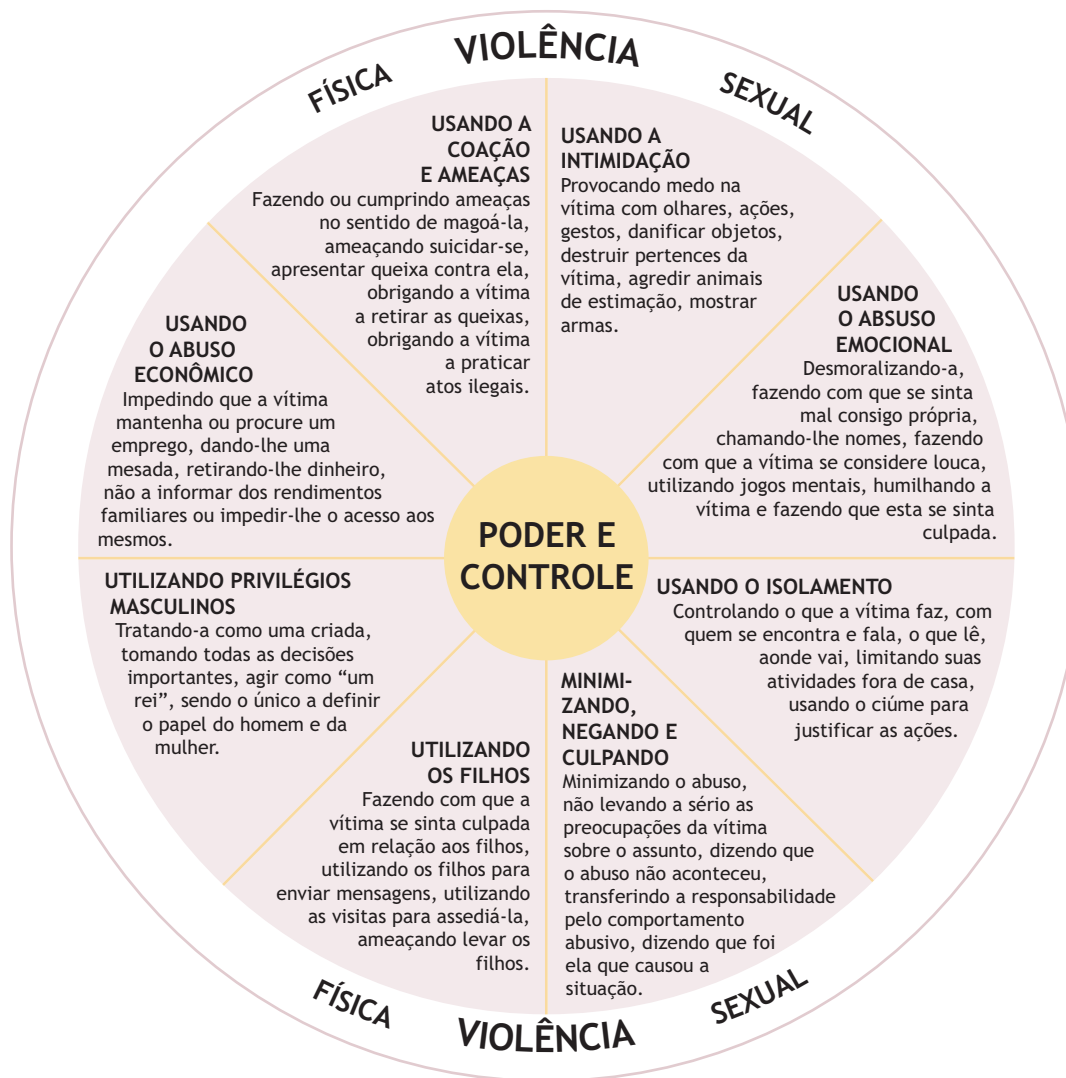 VIOLÊNCIA
FÍSICA
SEXUAL
USANDO A
COAÇÃO
E AMEAÇAS
Fazendo ou cumprindo ameaças
no sentido de magoá-la,
ameaçando suicidar-se,
apresentar queixa contra ela,
obrigando a vítima
a retirar as queixas,
obrigando a vítima
a praticar
atos ilegais.
USANDO A
INTIMIDAÇÃO
Provocando medo na
vítima com olhares, ações,
gestos, danificar objetos,
destruir pertences da
vítima, agredir animais
de estimação, mostrar
armas.
USANDO
O ABSUSO
EMOCIONAL
Desmoralizando-a,
fazendo com que se sinta
mal consigo própria,
chamando-lhe nomes, fazendo
com que a vítima se considere louca,
utilizando jogos mentais, humilhando a
vítima e fazendo que esta se sinta
culpada.
USANDO
O ABUSO
ECONÔMICO
Impedindo que a vítima
mantenha ou procure um
emprego, dando-lhe uma
mesada, retirando-lhe dinheiro,
não a informar dos rendimentos
familiares ou impedir-lhe o acesso aos
mesmos.
PODER E
CONTROLE
UTILIZANDO PRIVILÉGIOS
MASCULINOS
Tratando-a como uma criada,
tomando todas as decisões
importantes, agir como “um
rei”, sendo o único a definir
o papel do homem e da
mulher.
USANDO O ISOLAMENTO
Controlando o que a vítima faz, com
quem se encontra e fala, o que lê,
aonde vai, limitando suas
atividades fora de casa,
usando o ciúme para
justificar as ações.
UTILIZANDO
OS FILHOS
Fazendo com que a
vítima se sinta culpada
em relação aos filhos,
utilizando os filhos para
enviar mensagens, utilizando
as visitas para assediá-la,
ameaçando levar os
filhos.
MINIMI-
ZANDO,
NEGANDO E
CULPANDO
Minimizando o abuso,
não levando a sério as
preocupações da vítima
sobre o assunto, dizendo que
o abuso não aconteceu,
transferindo a responsabilidade
pelo comportamento
abusivo, dizendo que foi
ela que causou a
situação.
FÍSICA
VIOLÊNCIA
SEXUAL